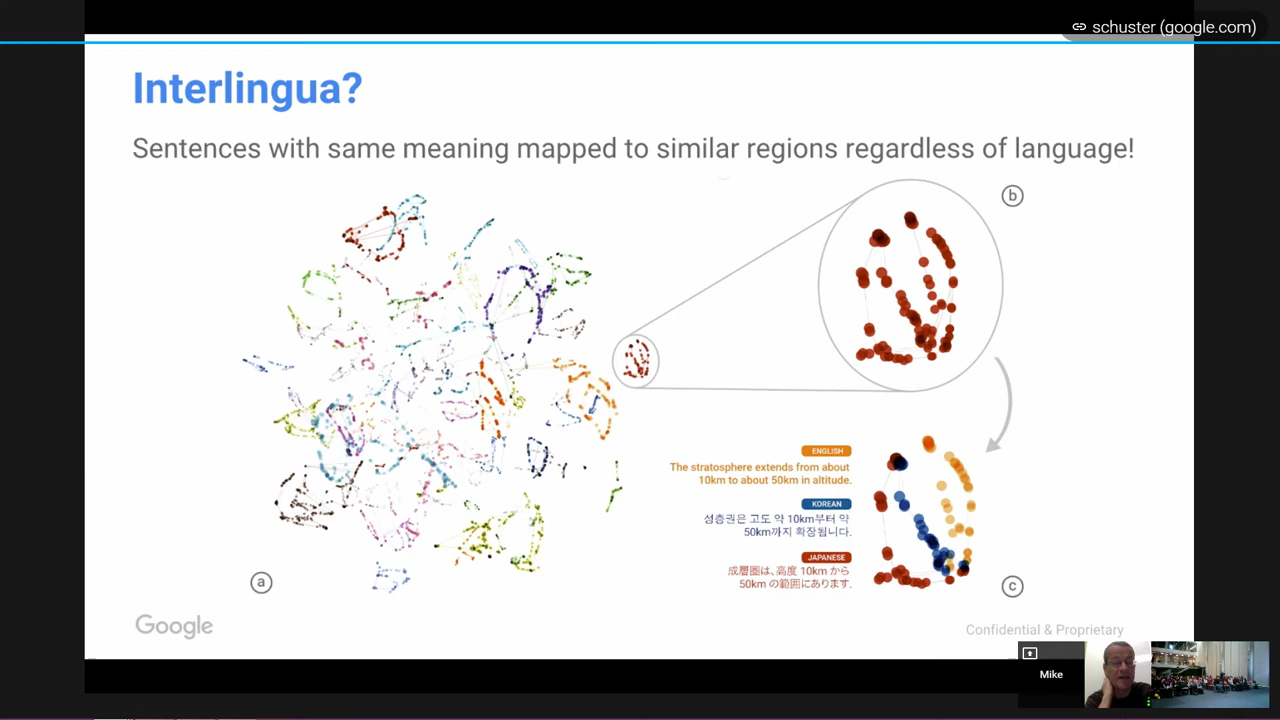 schuster (google.com)
Interlingua?
Sentences with same meaning mapped to similar regions regardless of language!
b
ENGLISH
The stratosphere extends from about
10km to about 50km in altitude.
KOREAN
성층권은 고도 약 10km부터 약
50km까지 확장됩니다.
JAPANESE
成層圏は、高度 10km から
50km の範囲にあります。
a
c
Google
Confidential & Proprietary
Mike